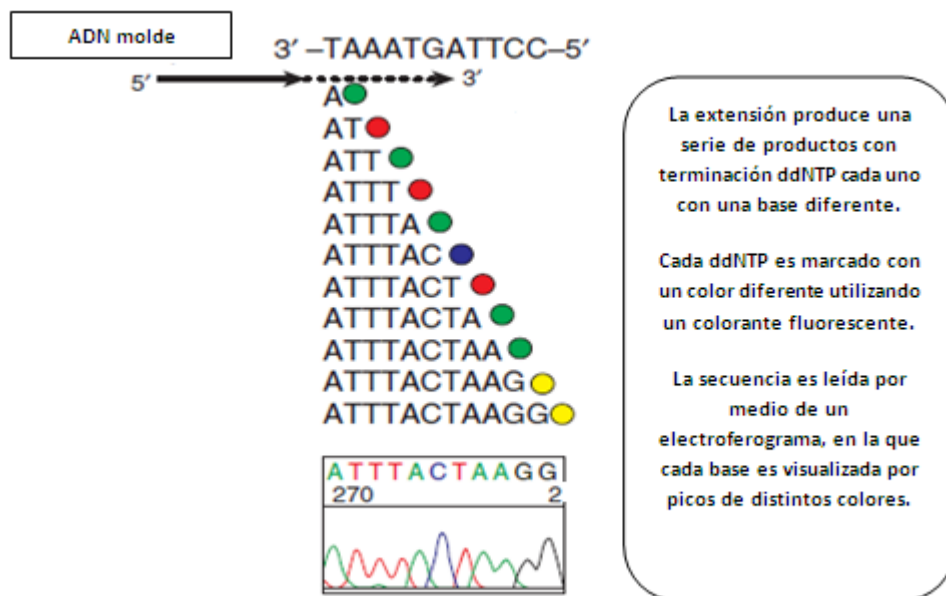 ADN molde
3′ –TAAATGATTCC–5′
5′ 3′
A
AT
ATT
ATTT
ATTTA
ATTTAC
ATTTACT
ATTTACTA
ATTTACTAA
ATTTACTAAG
ATTTACTAAGG
ATTTACTAAGG
270 2
La extensión produce una
serie de productos con
terminación ddNTP cada uno
con una base diferente.
Cada ddNTP es marcado con
un color diferente utilizando
un colorante fluorescente.
La secuencia es leída por
medio de un
electroferograma, en la que
cada base es visualizada por
picos de distintos colores.